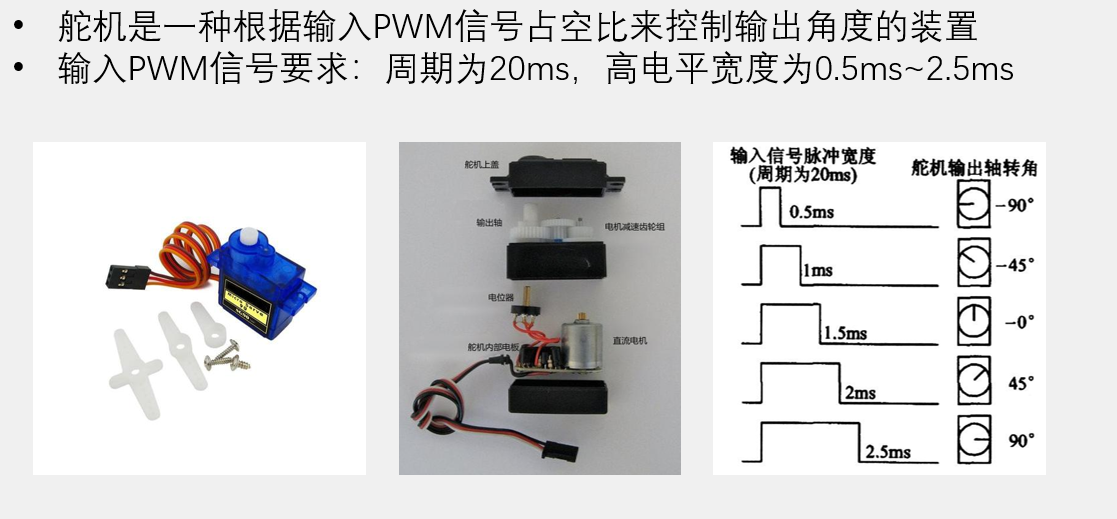 • 舵机是一种根据输入PWM信号占空比来控制输出角度的装置
• 输入PWM信号要求：周期为20ms，高电平宽度为0.5ms~2.5ms
舵机上盖
输出轴
电机减速齿轮组
电位器
舵机内部电板
直流电机
输入信号脉冲宽度
(周期为20ms)
舵机输出轴转角
0.5ms
-90°
1ms
-45°
1.5ms
-0°
2ms
45°
2.5ms
90°